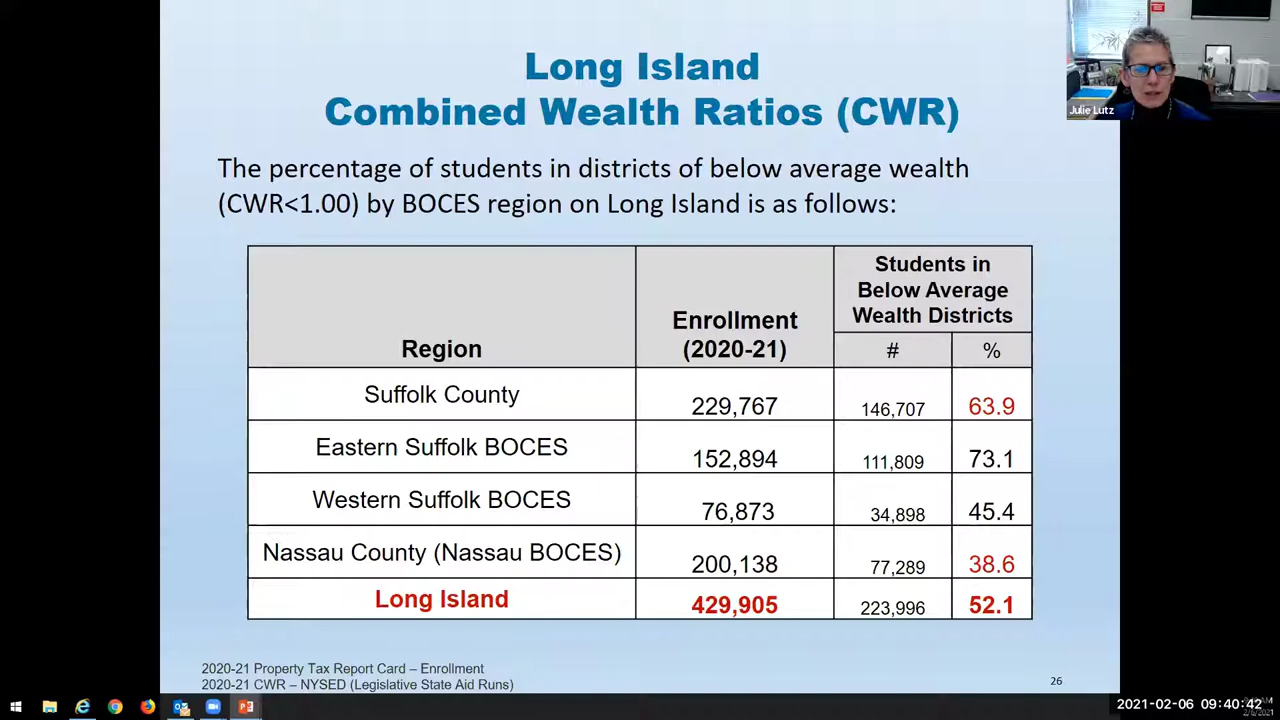 Long Island
Combined Wealth Ratios (CWR)
Julie Lutz
The percentage of students in districts of below average wealth
(CWR<1.00) by BOCES region on Long Island is as follows:
Region
Enrollment
(2020-21)
Students in
Below Average
Wealth Districts
# %
Suffolk County 229,767 146,707 63.9
Eastern Suffolk BOCES 152,894 111,809 73.1
Western Suffolk BOCES 76,873 34,898 45.4
Nassau County (Nassau BOCES) 200,138 77,289 38.6
Long Island 429,905 223,996 52.1
2020-21 Property Tax Report Card – Enrollment
2020-21 CWR – NYSED (Legislative State Aid Runs)
26
2021-02-06 09:40:42